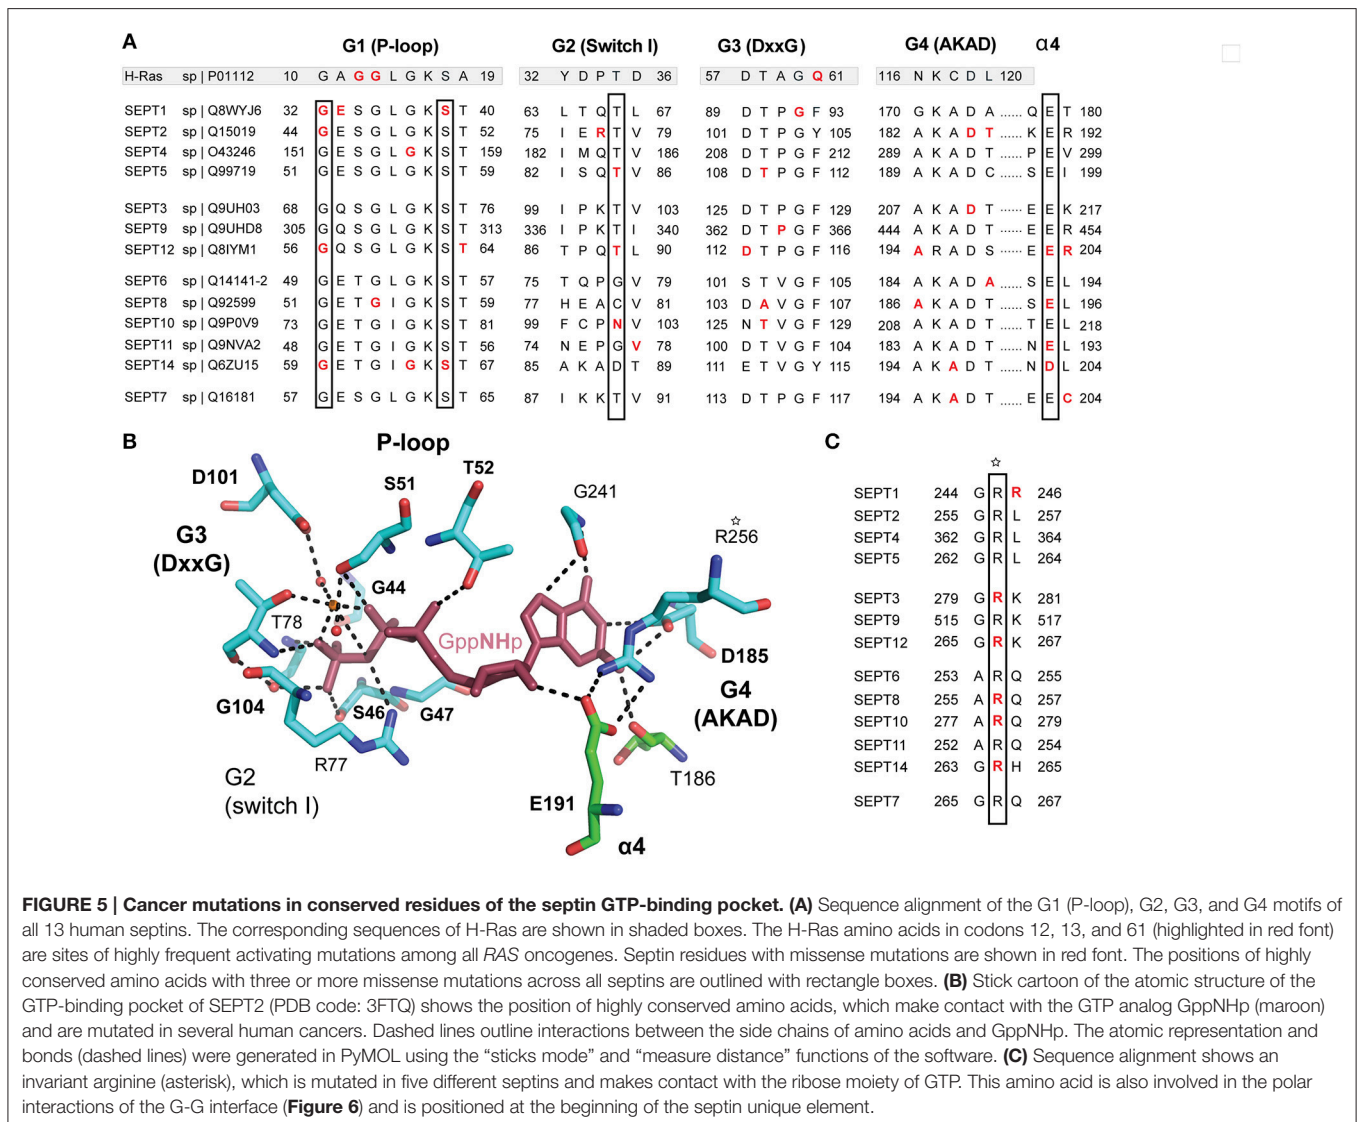 A
G1 (P-loop) G2 (Switch I) G3 (DxxG) G4 (AKAD) α4
H-Ras sp | P01112 10 G A G G L G K S A 19 32 Y D P T D 36 57 D T A G Q 61 116 N K C D L 120
SEPT1 sp | Q8WYJ6 32 G E S G L G K S T 40 63 L T Q T L 67 89 D T P G F 93 170 G K A D A ...... Q E T 180
SEPT2 sp | Q15019 44 G E S G L G K S T 52 75 I E R T V 79 101 D T P G Y 105 182 A K A D T ...... K E R 192
SEPT4 sp | O43246 151 G E S G L G K S T 159 182 I M Q T V 186 208 D T P G F 212 289 A K A D T ...... P E V 299
SEPT5 sp | Q99719 51 G E S G L G K S T 59 82 I S Q T V 86 108 D T P G F 112 189 A K A D C ...... S E I 199
SEPT3 sp | Q9UH03 68 G Q S G L G K S T 76 99 I P K T V 103 125 D T P G F 129 207 A K A D T ...... E E K 217
SEPT9 sp | Q9UHD8 305 G Q S G L G K S T 313 336 I P K T I 340 362 D T P G F 366 444 A K A D T ...... E E R 454
SEPT12 sp | Q8IYM1 56 G Q S G L G K S T 64 86 T P Q T L 90 112 D T P G F 116 194 A R A D S ...... E E R 204
SEPT6 sp | Q14141-2 49 G E T G L G K S T 57 75 T Q P G V 79 101 S T V G F 105 184 A K A D A ...... S E L 194
SEPT8 sp | Q92599 51 G E T G I G K S T 59 77 H E A C V 81 103 D A V G F 107 186 A K A D T ...... S E L 196
SEPT10 sp | Q9P0V9 73 G E T G I G K S T 81 99 F C P N V 103 125 N T V G F 129 208 A K A D T ...... T E L 218
SEPT11 sp | Q9NVA2 48 G E T G I G K S T 56 74 N E P G V 78 100 D T V G F 104 183 A K A D T ...... N E L 193
SEPT14 sp | Q6ZU15 59 G E T G I G K S T 67 85 A K A D T 89 111 E T V G Y 115 194 A K A D T ...... N D L 204
SEPT7 sp | Q16181 57 G E S G L G K S T 65 87 I K K T V 91 113 D T P G F 117 194 A K A D T ...... E E C 204
B
P-loop
D101
S51
T52
G241
☆
R256
G3
(DxxG)
G44
T78
GppNHp
D185
G4
(AKAD)
G104
S46
G47
R77
T186
G2
(switch I)
E191
α4
C
☆
SEPT1 244 G R R 246
SEPT2 255 G R L 257
SEPT4 362 G R L 364
SEPT5 262 G R L 264
SEPT3 279 G R K 281
SEPT9 515 G R K 517
SEPT12 265 G R K 267
SEPT6 253 A R Q 255
SEPT8 255 A R Q 257
SEPT10 277 A R Q 279
SEPT11 252 A R Q 254
SEPT14 263 G R H 265
SEPT7 265 G R Q 267
FIGURE 5 | Cancer mutations in conserved residues of the septin GTP-binding pocket. (A) Sequence alignment of the G1 (P-loop), G2, G3, and G4 motifs of
all 13 human septins. The corresponding sequences of H-Ras are shown in shaded boxes. The H-Ras amino acids in codons 12, 13, and 61 (highlighted in red font)
are sites of highly frequent activating mutations among all RAS oncogenes. Septin residues with missense mutations are shown in red font. The positions of highly
conserved amino acids with three or more missense mutations across all septins are outlined with rectangle boxes. (B) Stick cartoon of the atomic structure of the
GTP-binding pocket of SEPT2 (PDB code: 3FTQ) shows the position of highly conserved amino acids, which make contact with the GTP analog GppNHp (maroon)
and are mutated in several human cancers. Dashed lines outline interactions between the side chains of amino acids and GppNHp. The atomic representation and
bonds (dashed lines) were generated in PyMOL using the “sticks mode” and “measure distance” functions of the software. (C) Sequence alignment shows an
invariant arginine (asterisk), which is mutated in five different septins and makes contact with the ribose moiety of GTP. This amino acid is also involved in the polar
interactions of the G-G interface (Figure 6) and is positioned at the beginning of the septin unique element.